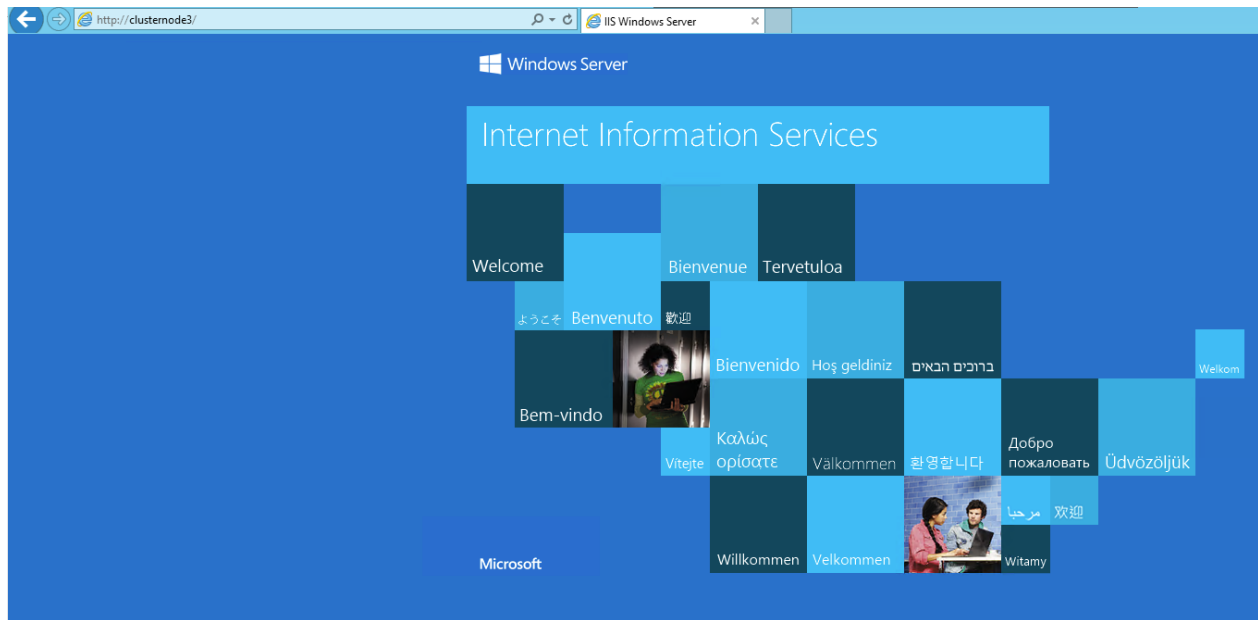 http://clusternode3/
IIS Windows Server
Windows Server
Internet Information Services
Welcome
Bienvenue
Tervetuloa
ようこそ
Benvenuto
歡迎
Bienvenido
Hoş geldiniz
ברוכים הבאים
Welkom
Bem-vindo
Vítejte
Καλώς
ορίσατε
Välkommen
환영합니다
Добро
пожаловать
Üdvözöljük
مرحبا
欢迎
Microsoft
Willkommen
Velkommen
Witamy